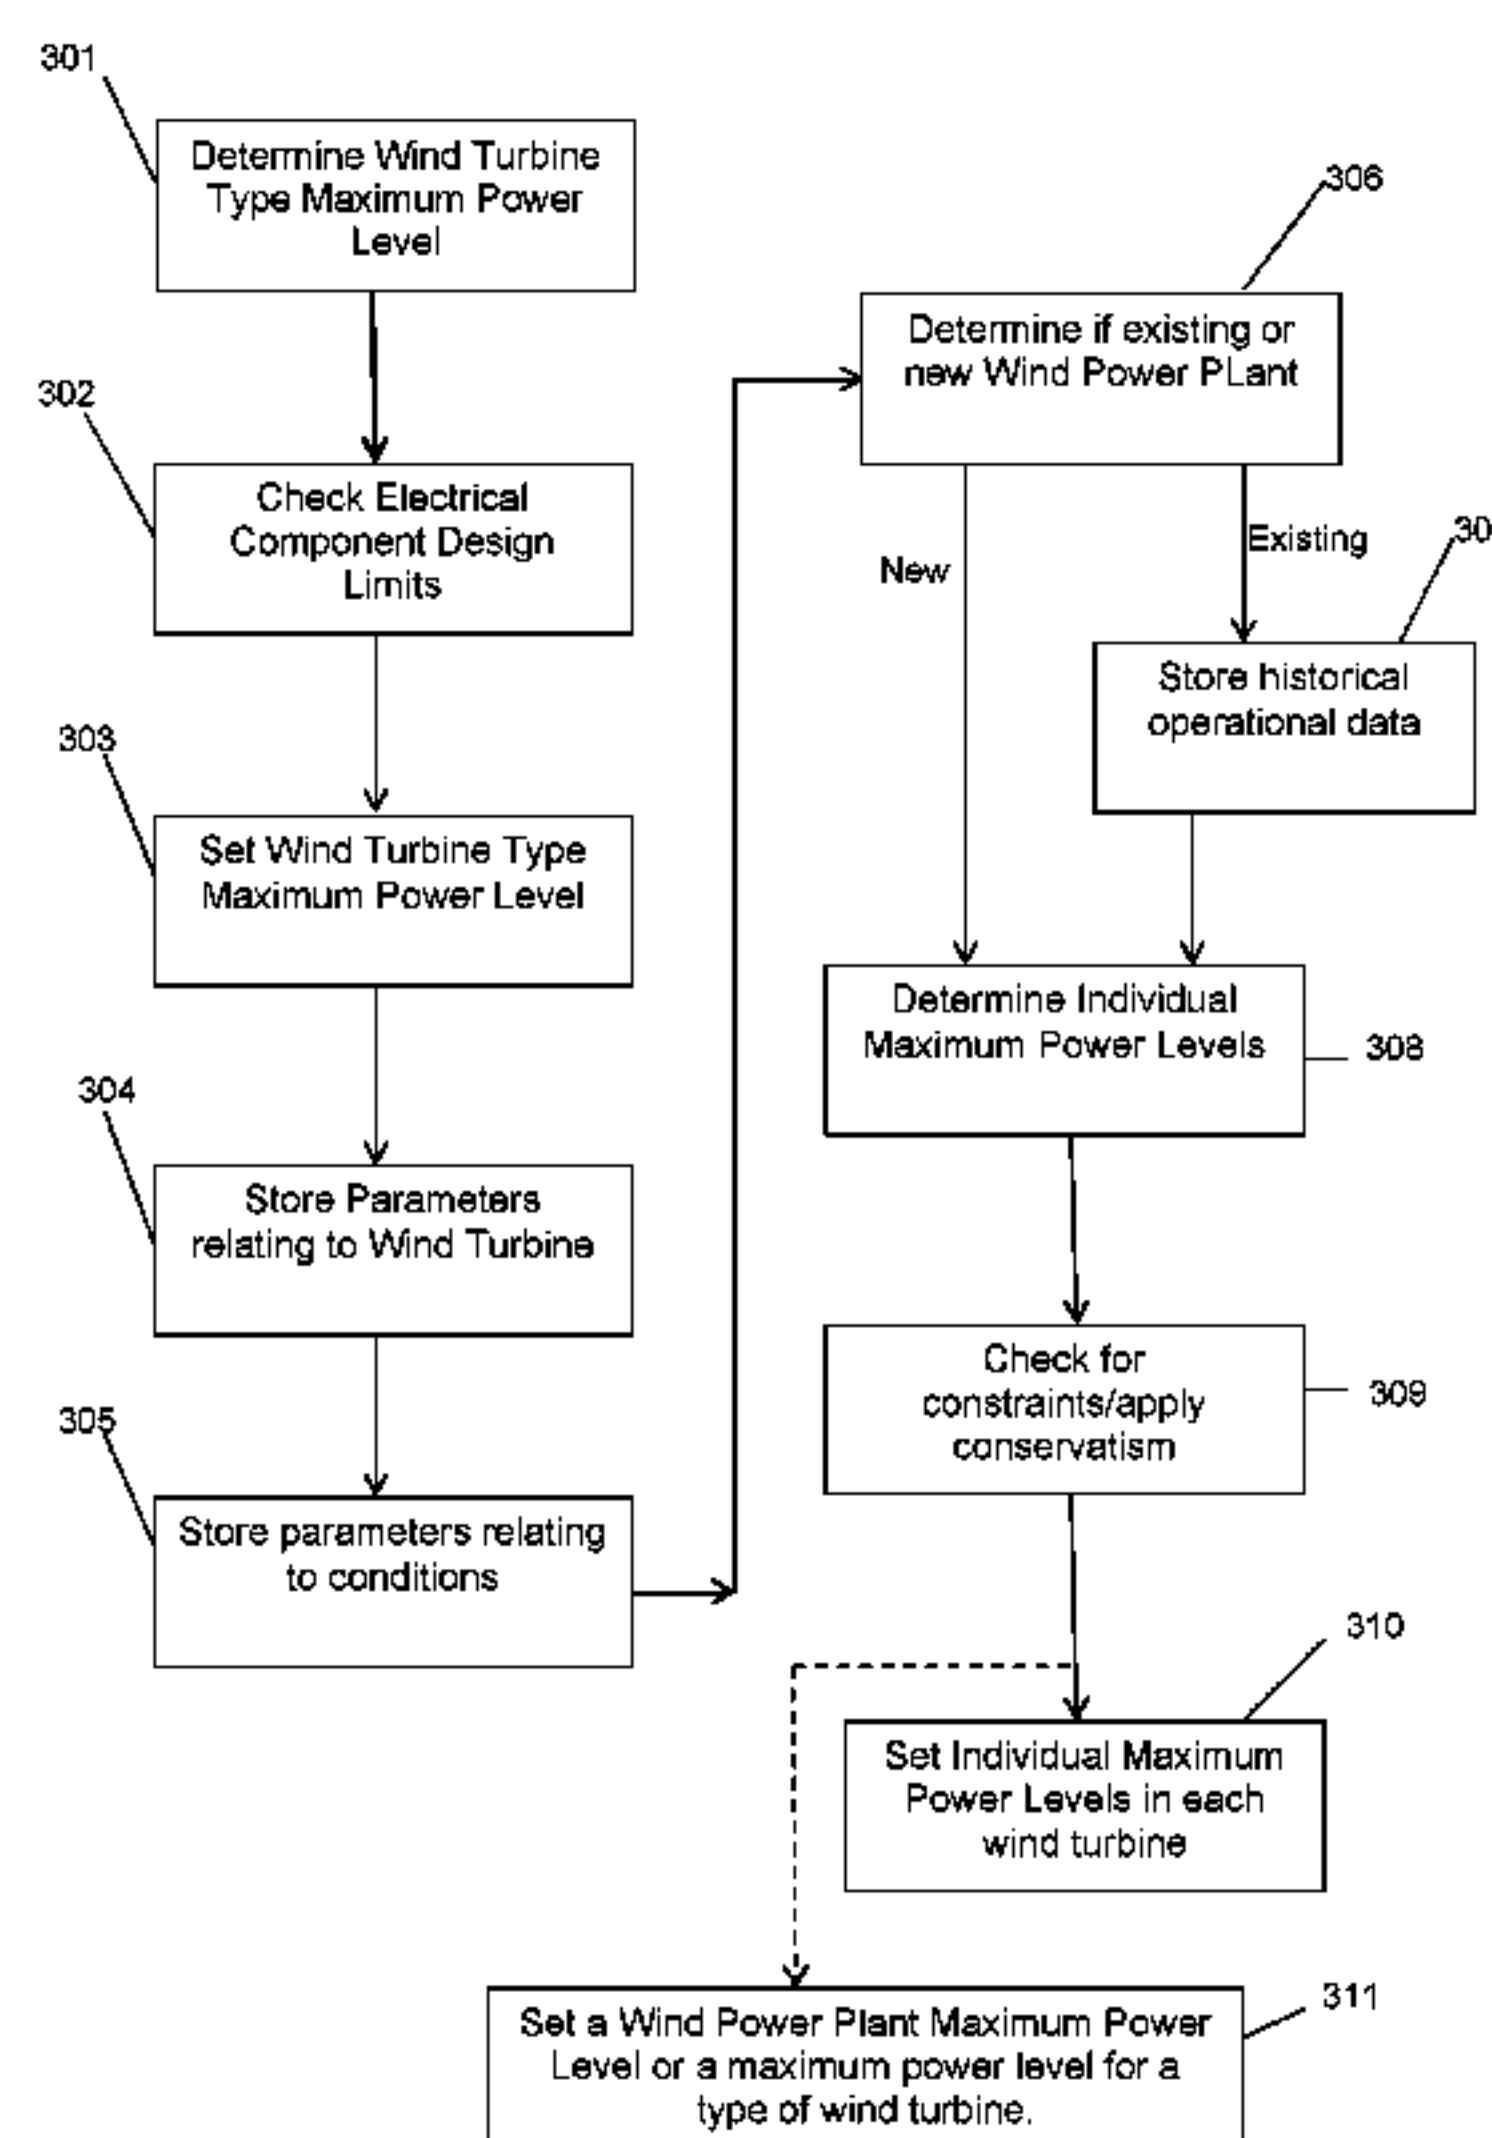 301
Determine Wind Turbine
Type Maximum Power
Level
302
Check Electrical
Component Design
Limits
303
Set Wind Turbine Type
Maximum Power Level
304
Store Parameters
relating to Wind Turbine
305
Store parameters relating
to conditions
306
Determine if existing or
new Wind Power PLant
New
Existing
30
Store historical
operational data
Determine Individual
Maximum Power Levels
308
Check for
constraints/apply
conservatism
309
310
Set Individual Maximum
Power Levels in each
wind turbine
311
Set a Wind Power Plant Maximum Power
Level or a maximum power level for a
type of wind turbine.